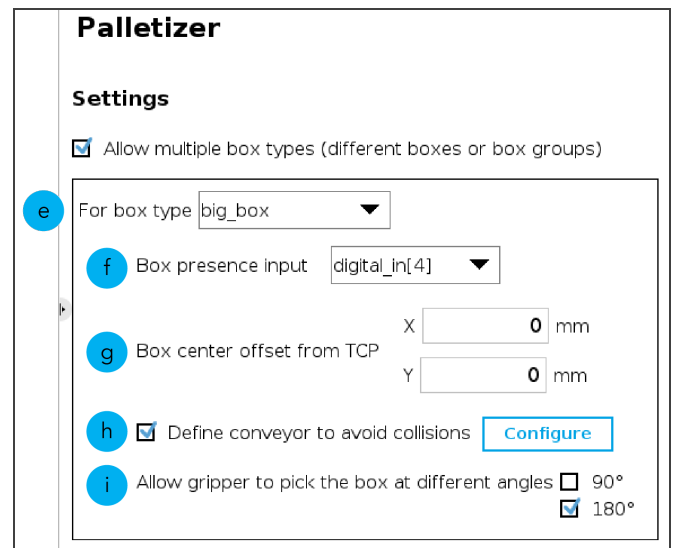 Palletizer
Settings
Allow multiple box types (different boxes or box groups)
e For box type big_box
f Box presence input digital_in[4]
X 0 mm
g Box center offset from TCP
Y 0 mm
h Define conveyor to avoid collisions Configure
i Allow gripper to pick the box at different angles 90°
180°